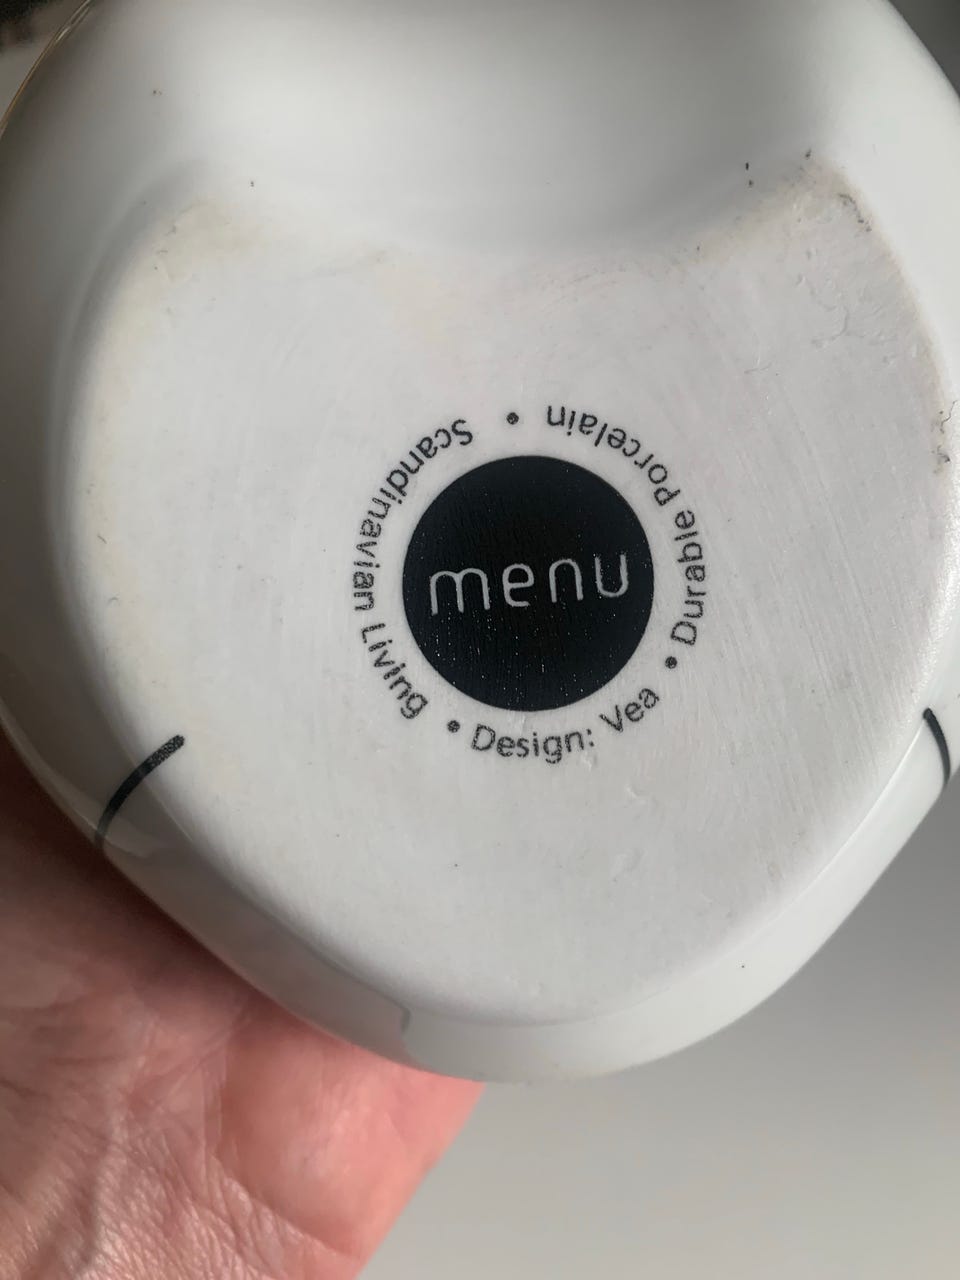 menu
Scandinavian Living • Design: Vea • Durable Porcelain •